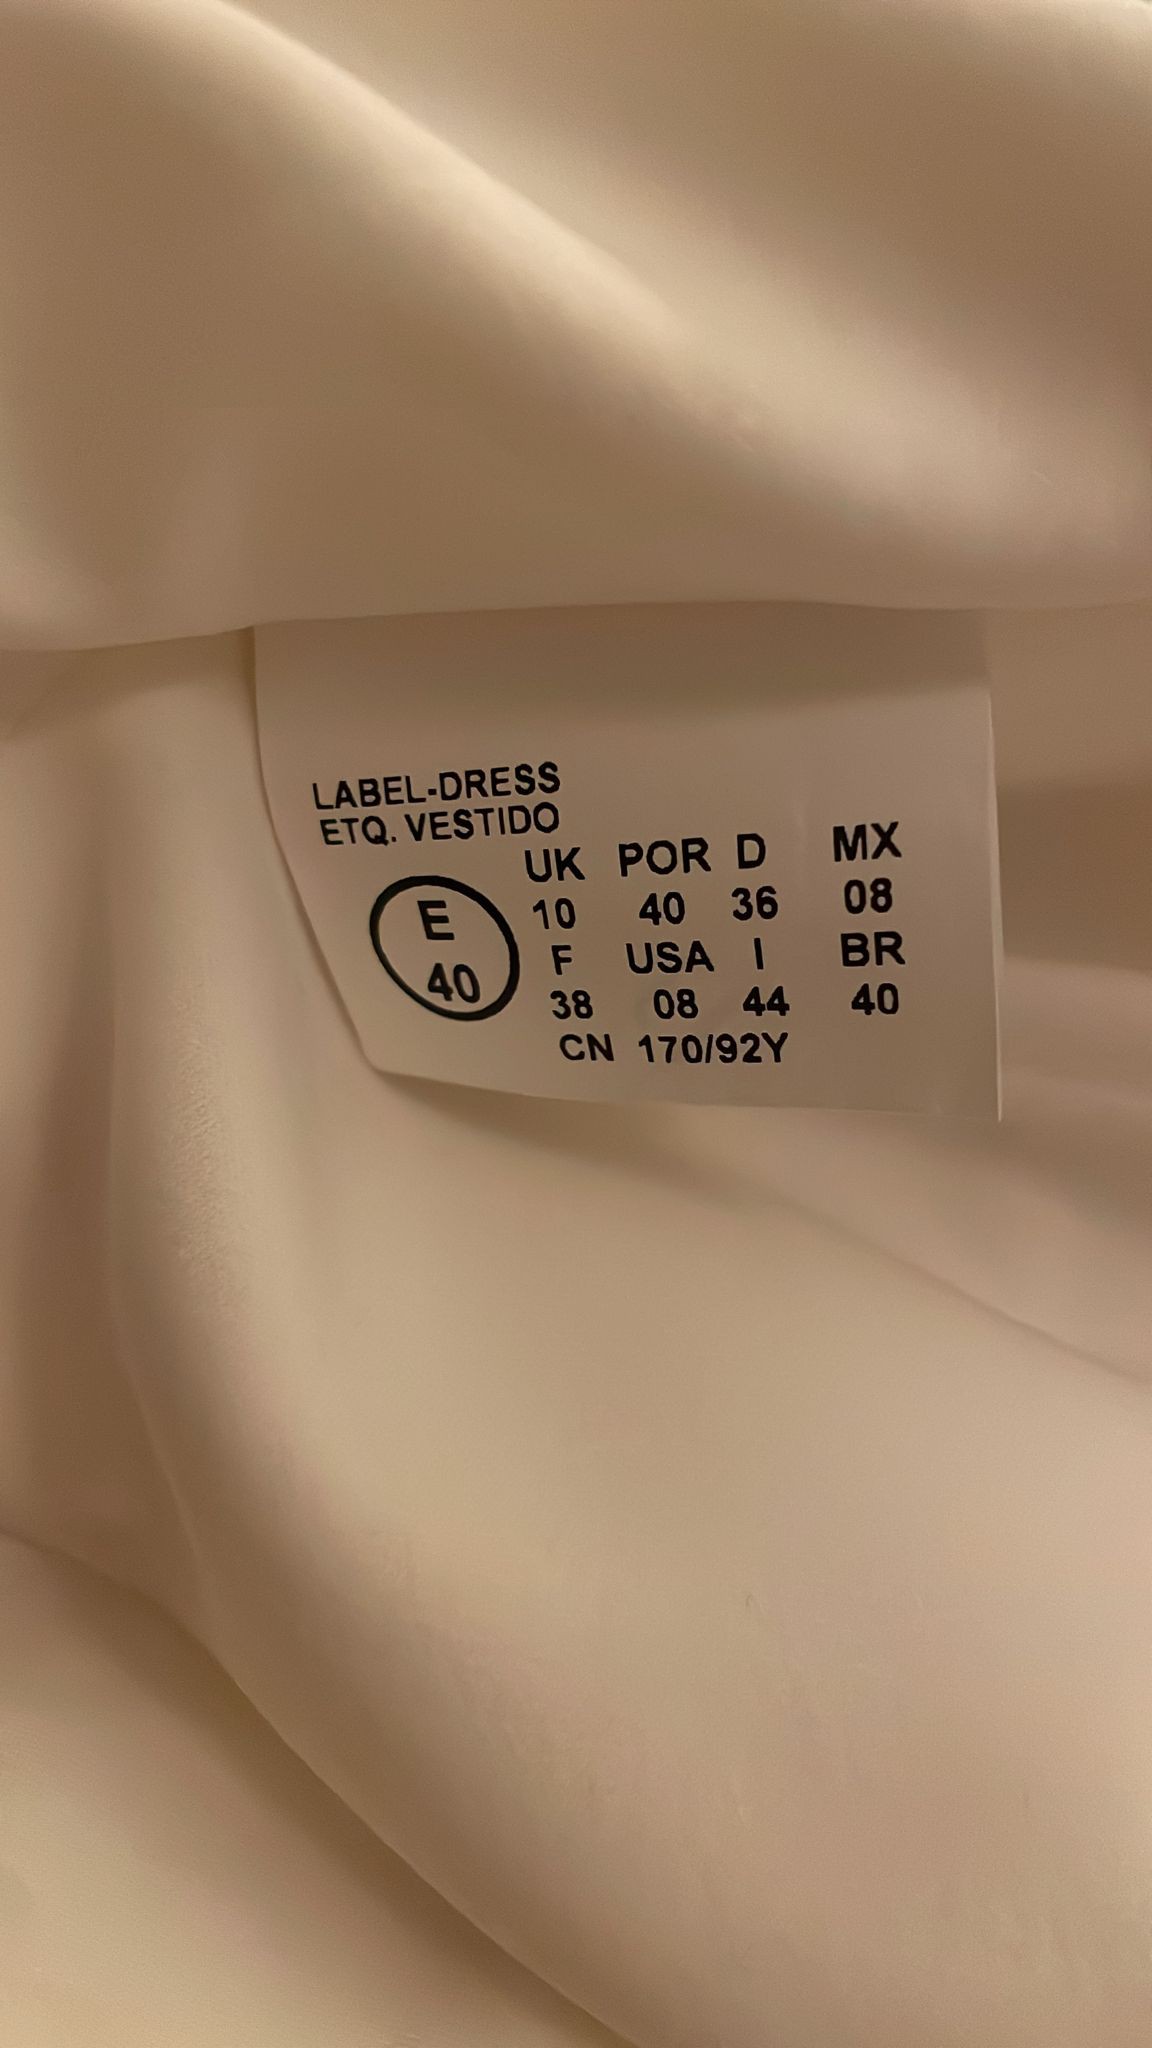 LABEL-DRESS
ETQ. VESTIDO
E
40
UK POR D MX
10 40 36 08
F USA I BR
38 08 44 40
CN 170/92Y